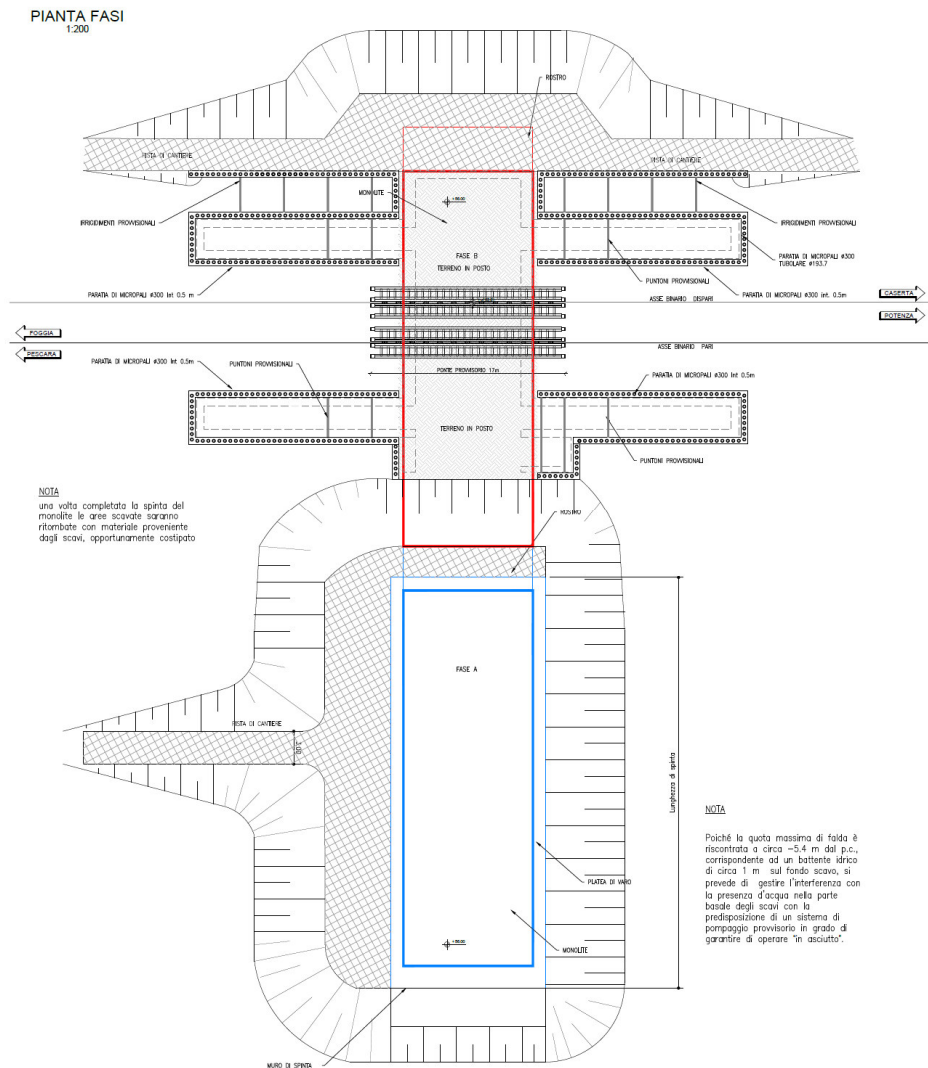 PIANTA FASI
1:200
ROSTRO
PISTA DI CANTIERE
PISTA DI CANTIERE
MONOLITE
IRRIGIDIMENTI PROVVISIONALI
IRRIGIDIMENTI PROVVISIONALI
FASE B
TERRENO IN POSTO
PARATIA DI MICROPALI ø300
TUBOLARE ø193.7
PUNTONI PROVVISIONALI
PARATIA DI MICROPALI ø300 Int 0.5 m
PARATIA DI MICROPALI ø300 int. 0.5m
ASSE BINARIO DISPARI
CASERTA
POTENZA
FOGGIA
PESCARA
ASSE BINARIO PARI
PARATIA DI MICROPALI ø300 Int 0.5m
PUNTONI PROVVISIONALI
PONTE PROVVISORIO 17m
PARATIA DI MICROPALI ø300 Int 0.5m
TERRENO IN POSTO
PUNTONI PROVVISIONALI
NOTA
una volta completata la spinta del
monolite le aree scavate saranno
ritombate con materiale proveniente
dagli scavi, opportunamente costipato
ROSTRO
FASE A
PISTA DI CANTIERE
3.00
Lunghezza di spinta
NOTA
Poiché la quota massima di falda è
riscontrata a circa -5.4 m dal p.c.,
corrispondente ad un battente idrico
di circa 1 m sul fondo scavo, si
prevede di gestire l'interferenza con
la presenza d'acqua nella parte
basale degli scavi con la
predisposizione di un sistema di
pompaggio provvisorio in grado di
garantire di operare "in asciutto".
PLATEA DI VARO
MONOLITE
MURO DI SPINTA